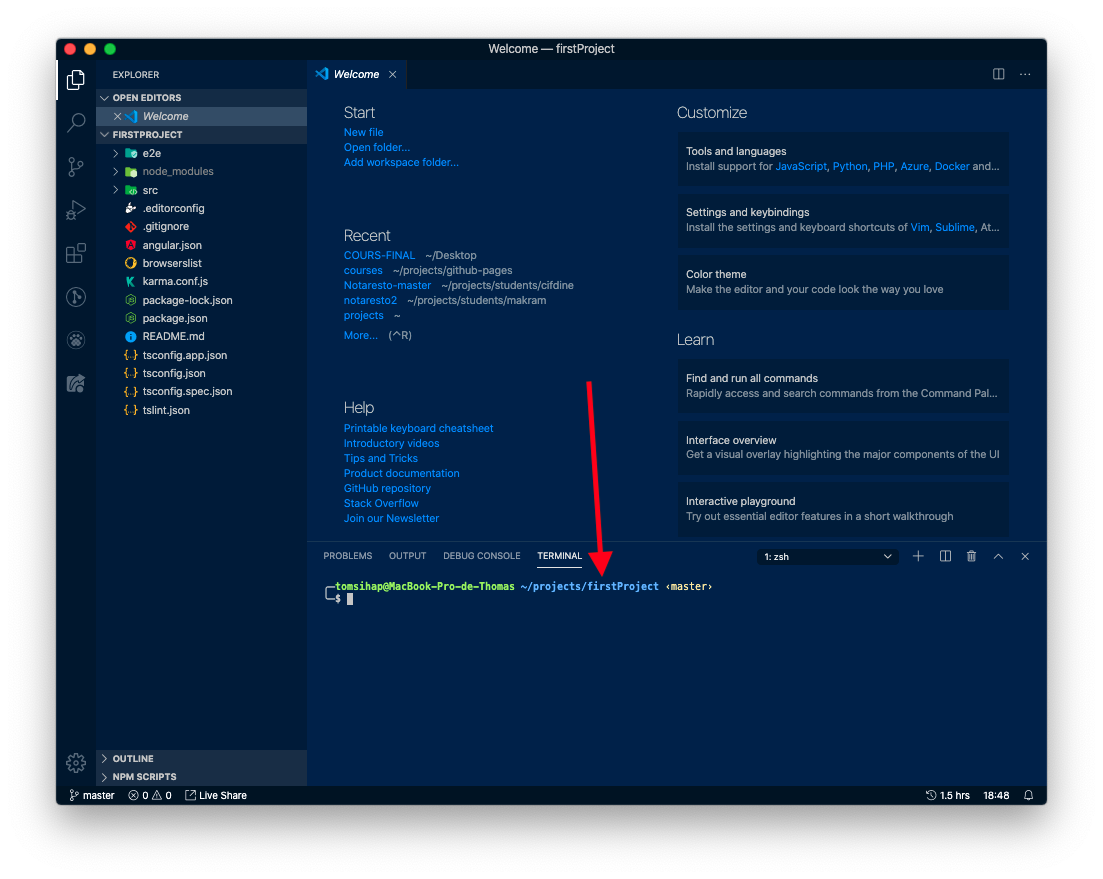 Welcome — firstProject
EXPLORER
OPEN EDITORS
Welcome
FIRSTPROJECT
e2e
node_modules
src
.editorconfig
.gitignore
angular.json
browserslist
karma.conf.js
package-lock.json
package.json
README.md
tsconfig.app.json
tsconfig.json
tsconfig.spec.json
tslint.json
OUTLINE
NPM SCRIPTS
Welcome
Start
New file
Open folder...
Add workspace folder...
Recent
COURS-FINAL ~/Desktop
courses ~/projects/github-pages
Notaresto-master ~/projects/students/cifdine
notaresto2 ~/projects/students/makram
projects ~
More... (^R)
Help
Printable keyboard cheatsheet
Introductory videos
Tips and Tricks
Product documentation
GitHub repository
Stack Overflow
Join our Newsletter
Customize
Tools and languages
Install support for JavaScript, Python, PHP, Azure, Docker and...
Settings and keybindings
Install the settings and keyboard shortcuts of Vim, Sublime, At...
Color theme
Make the editor and your code look the way you love
Learn
Find and run all commands
Rapidly access and search commands from the Command Pal...
Interface overview
Get a visual overlay highlighting the major components of the UI
Interactive playground
Try out essential editor features in a short walkthrough
PROBLEMS OUTPUT DEBUG CONSOLE TERMINAL 1: zsh
tomsihap@MacBook-Pro-de-Thomas ~/projects/firstProject ‹master›
$
master 0 0 Live Share 1.5 hrs 18:48